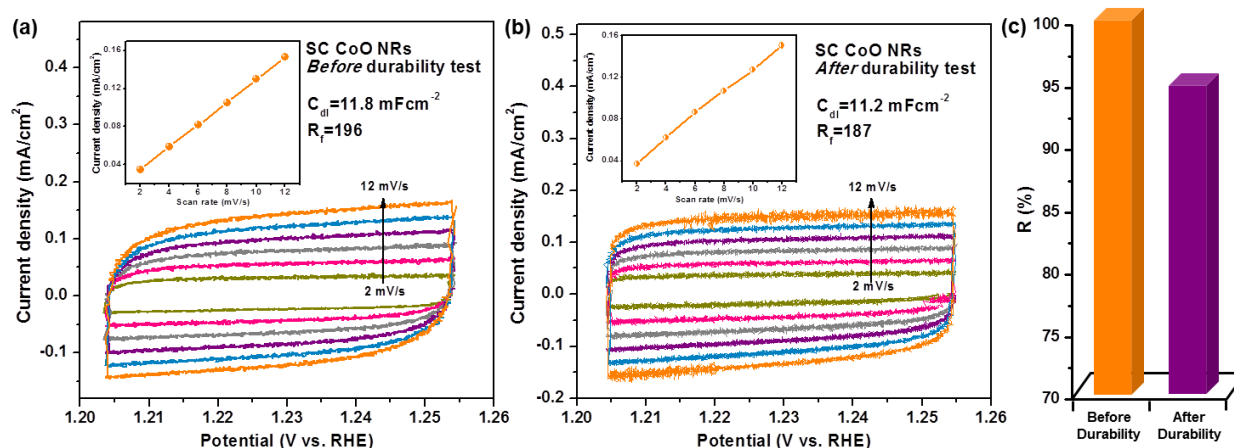 (a)
SC CoO NRs
Before durability test
C_dl=11.8 mFcm^-2
R_f=196
0.16
0.12
0.08
0.04
2 4 6 8 10 12
Scan rate (mV/s)
Current density (mA/cm²)
12 mV/s
2 mV/s
0.4
0.3
0.2
0.1
0.0
-0.1
Current density (mA/cm²)
1.20 1.21 1.22 1.23 1.24 1.25 1.26
Potential (V vs. RHE)
(b)
SC CoO NRs
After durability test
C_dl=11.2 mFcm^-2
R_f=187
0.16
0.12
0.08
0.04
2 4 6 8 10 12
Scan rate (mV/s)
Current density (mA/cm²)
12 mV/s
2 mV/s
0.5
0.4
0.3
0.2
0.1
0.0
-0.1
-0.2
Current density (mA/cm²)
1.20 1.21 1.22 1.23 1.24 1.25 1.26
Potential (V vs. RHE)
(c)
100
95
90
85
80
75
70
R (%)
Before
Durability
After
Durability